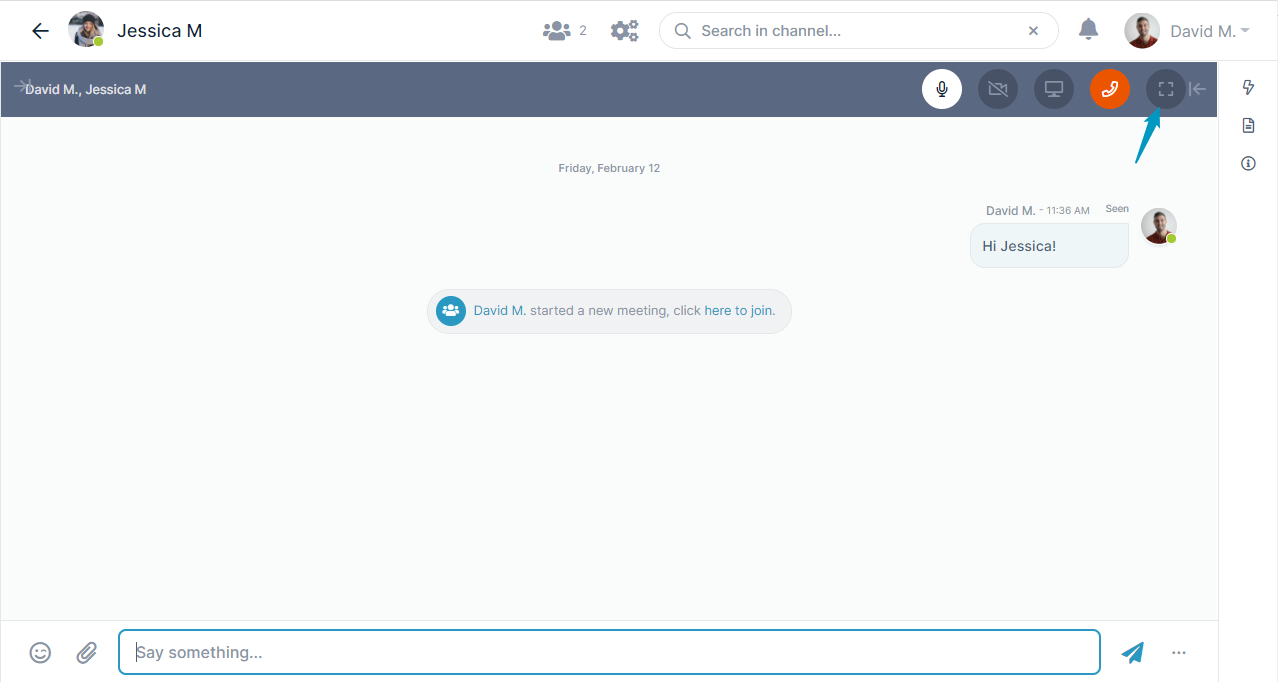 Jessica M
2
Search in channel...
David M.
David M., Jessica M
Friday, February 12
David M. - 11:36 AM Seen
Hi Jessica!
David M. started a new meeting, click here to join.
Say something...